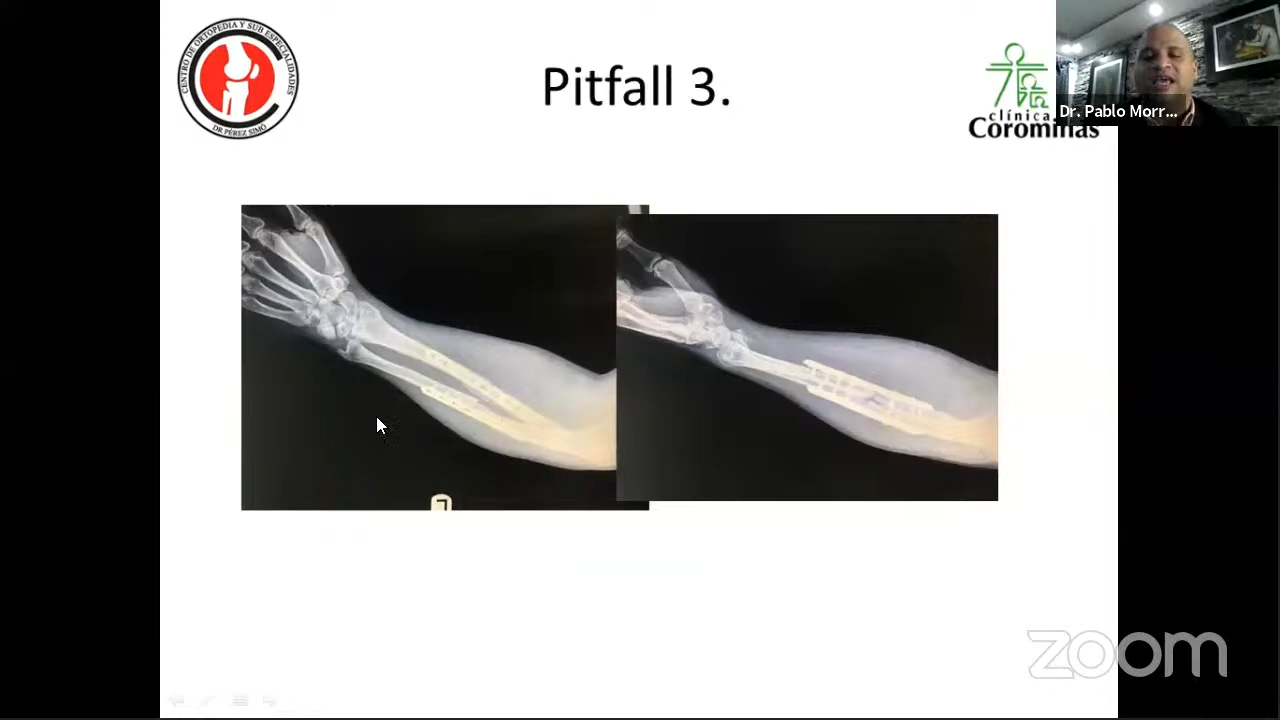 CENTRO DE ORTOPEDIA Y SUB ESPECIALIDADES
DR PÉREZ SIMÓ
Pitfall 3.
clínica
Corominas
Dr. Pablo Morr...
zoom